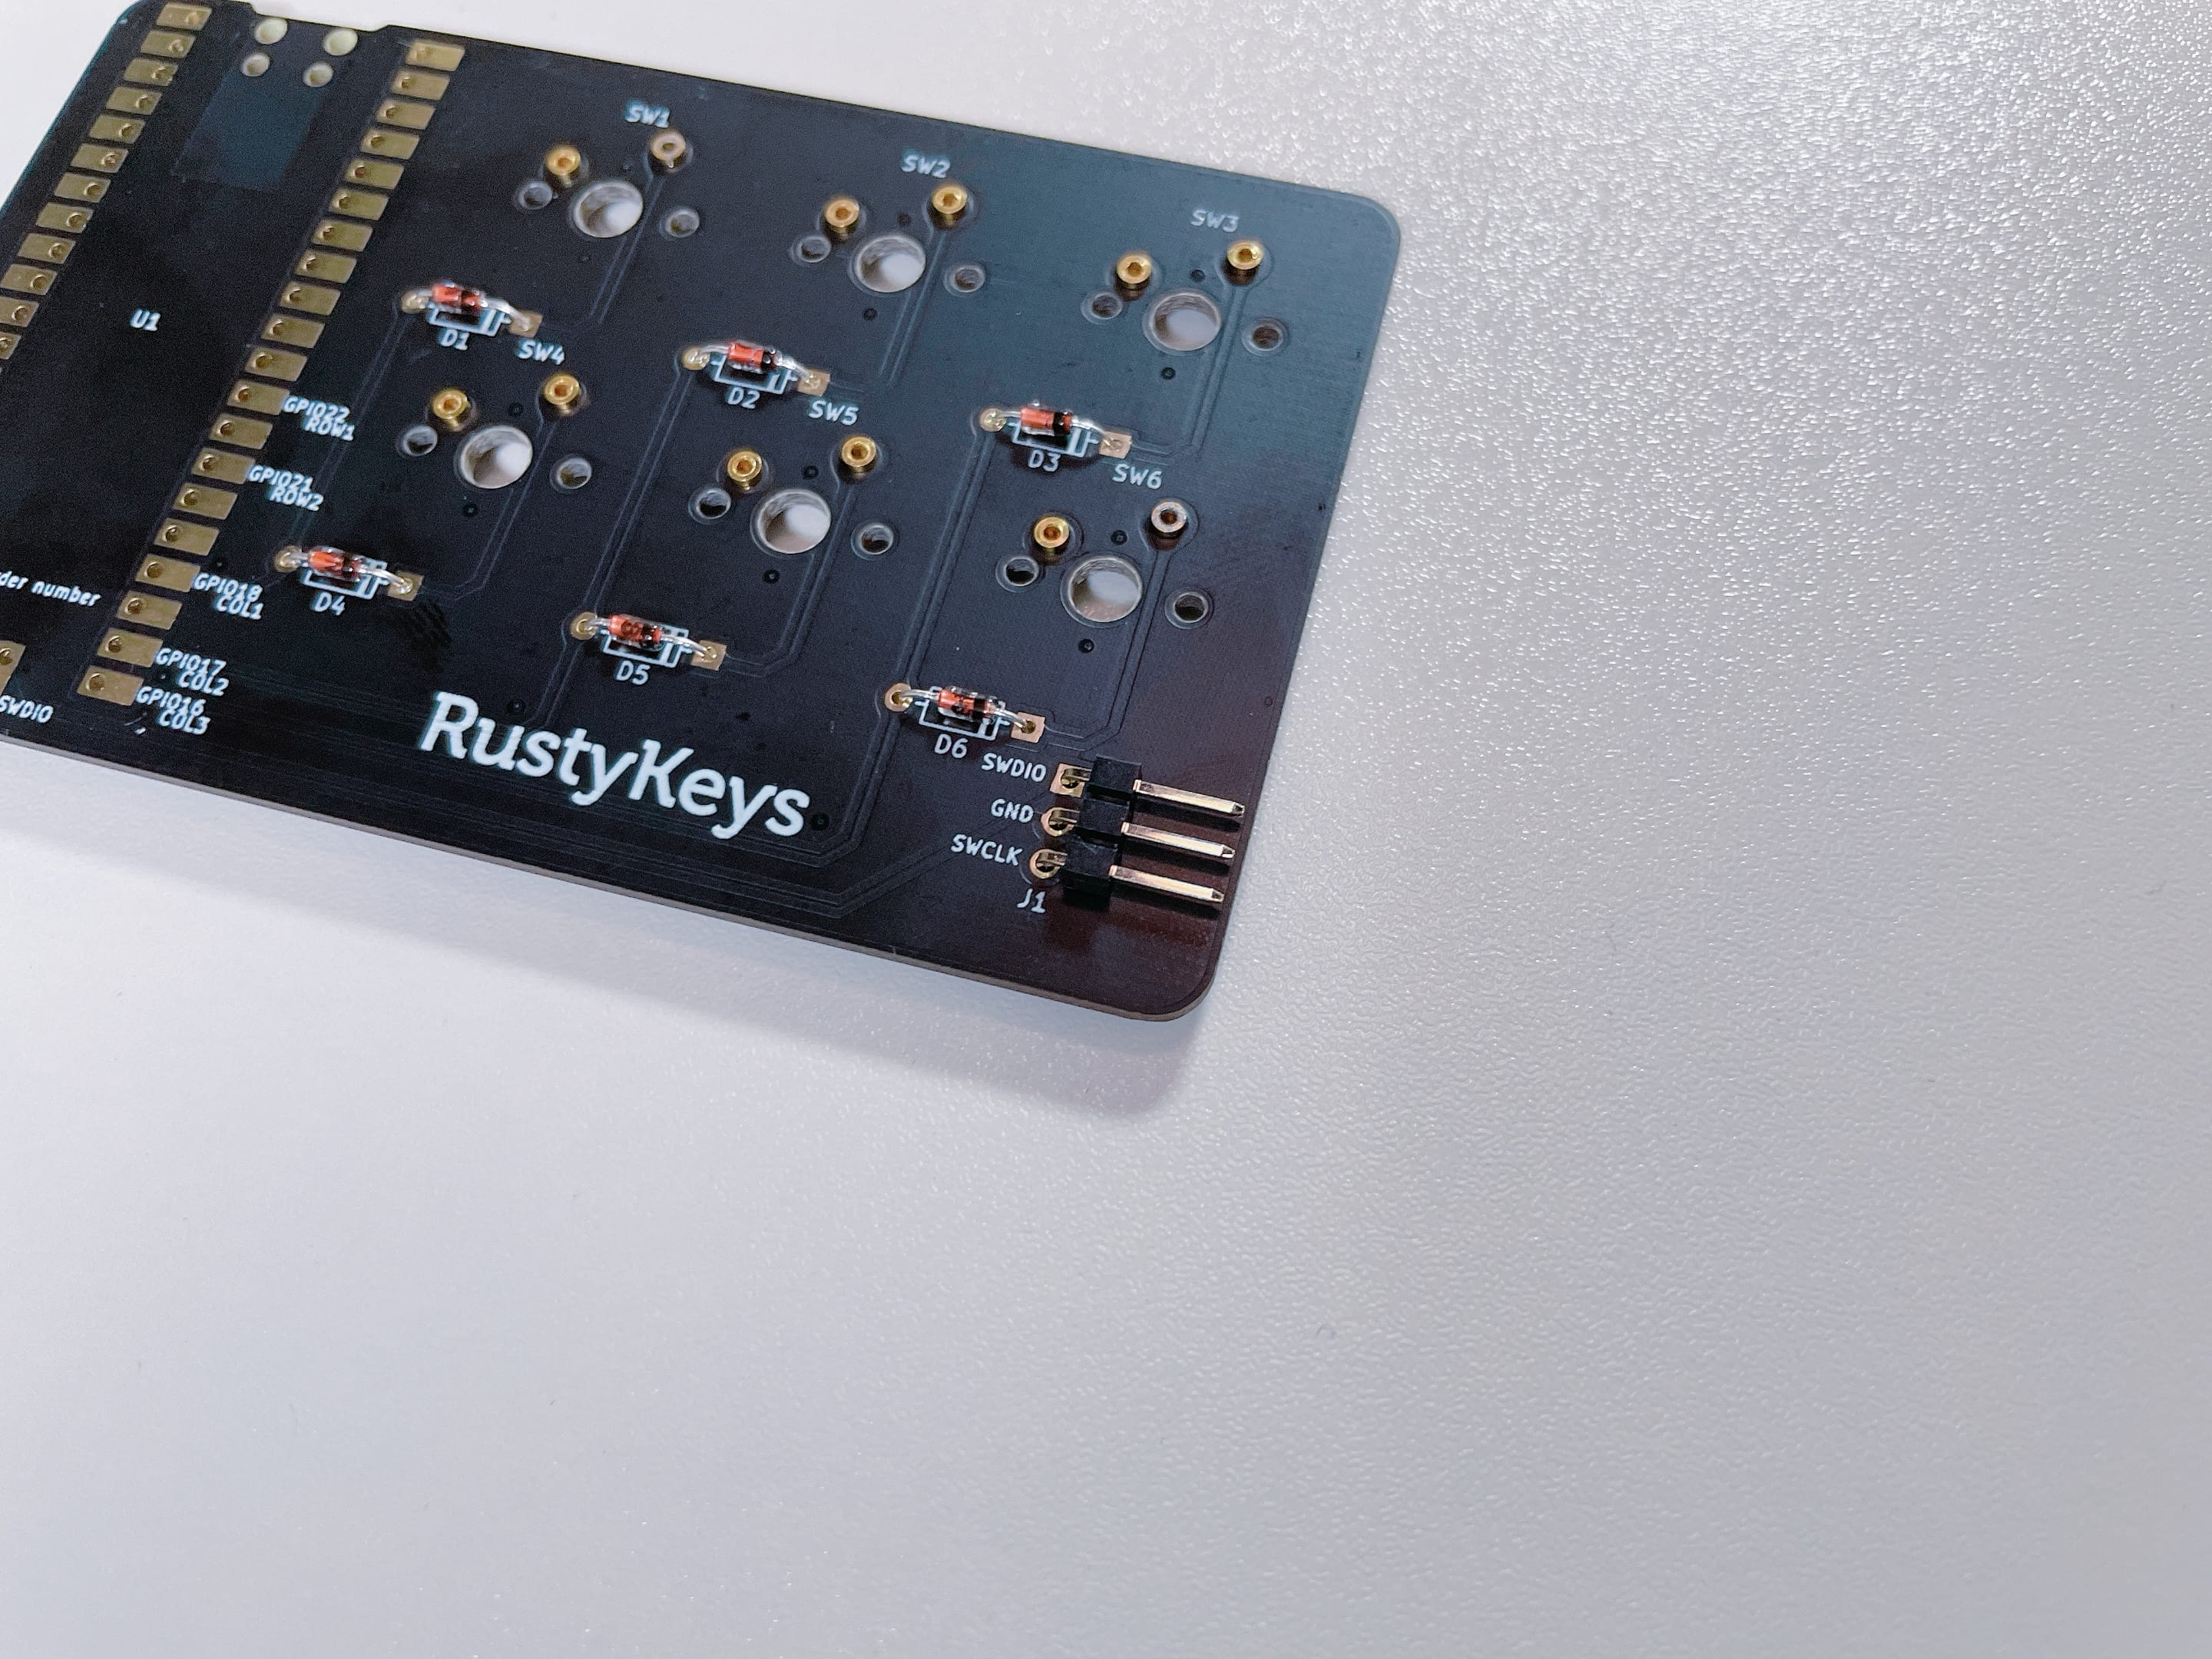 SW1
SW2
SW3
U1
D1
SW4
D2
SW5
D3
SW6
GPIO22
ROW1
GPIO21
ROW2
GPIO18
COL1
GPIO17
COL2
GPIO16
COL3
der number
SWDIO
D4
D5
D6
RustyKeys
SWDIO
GND
SWCLK
J1